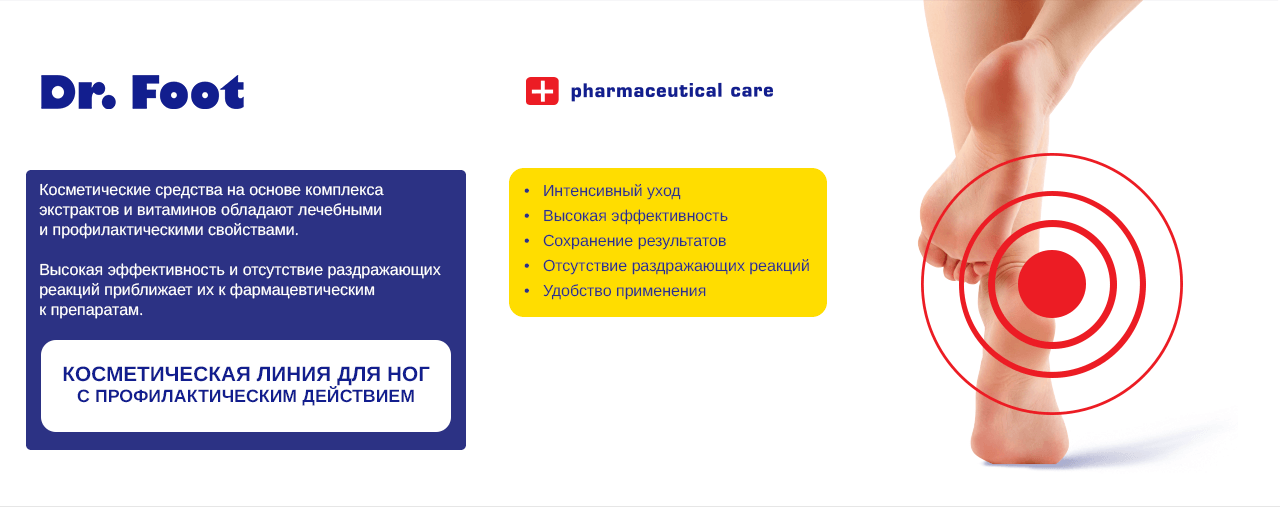 Dr. Foot
pharmaceutical care
Косметические средства на основе комплекса
экстрактов и витаминов обладают лечебными
и профилактическими свойствами.
Высокая эффективность и отсутствие раздражающих
реакций приближает их к фармацевтическим
к препаратам.
КОСМЕТИЧЕСКАЯ ЛИНИЯ ДЛЯ НОГ
С ПРОФИЛАКТИЧЕСКИМ ДЕЙСТВИЕМ
• Интенсивный уход
• Высокая эффективность
• Сохранение результатов
• Отсутствие раздражающих реакций
• Удобство применения